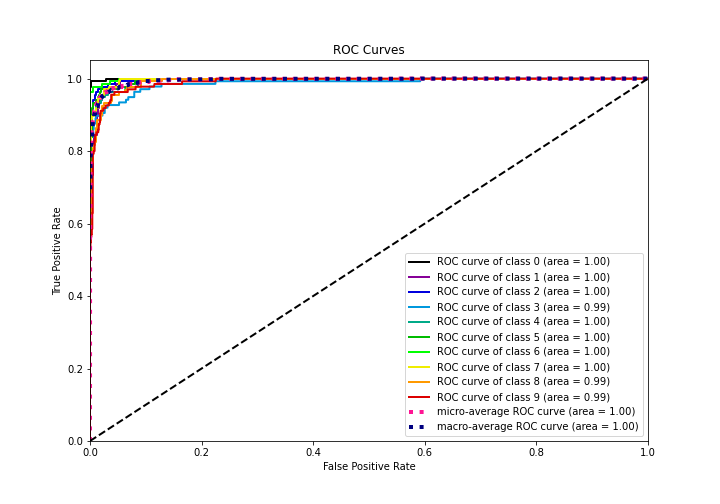 ROC Curves
True Positive Rate
1.0
0.8
0.6
0.4
0.2
0.0
ROC curve of class 0 (area = 1.00)
ROC curve of class 1 (area = 1.00)
ROC curve of class 2 (area = 1.00)
ROC curve of class 3 (area = 0.99)
ROC curve of class 4 (area = 1.00)
ROC curve of class 5 (area = 1.00)
ROC curve of class 6 (area = 1.00)
ROC curve of class 7 (area = 1.00)
ROC curve of class 8 (area = 0.99)
ROC curve of class 9 (area = 0.99)
micro-average ROC curve (area = 1.00)
macro-average ROC curve (area = 1.00)
0.0 0.2 0.4 0.6 0.8 1.0
False Positive Rate